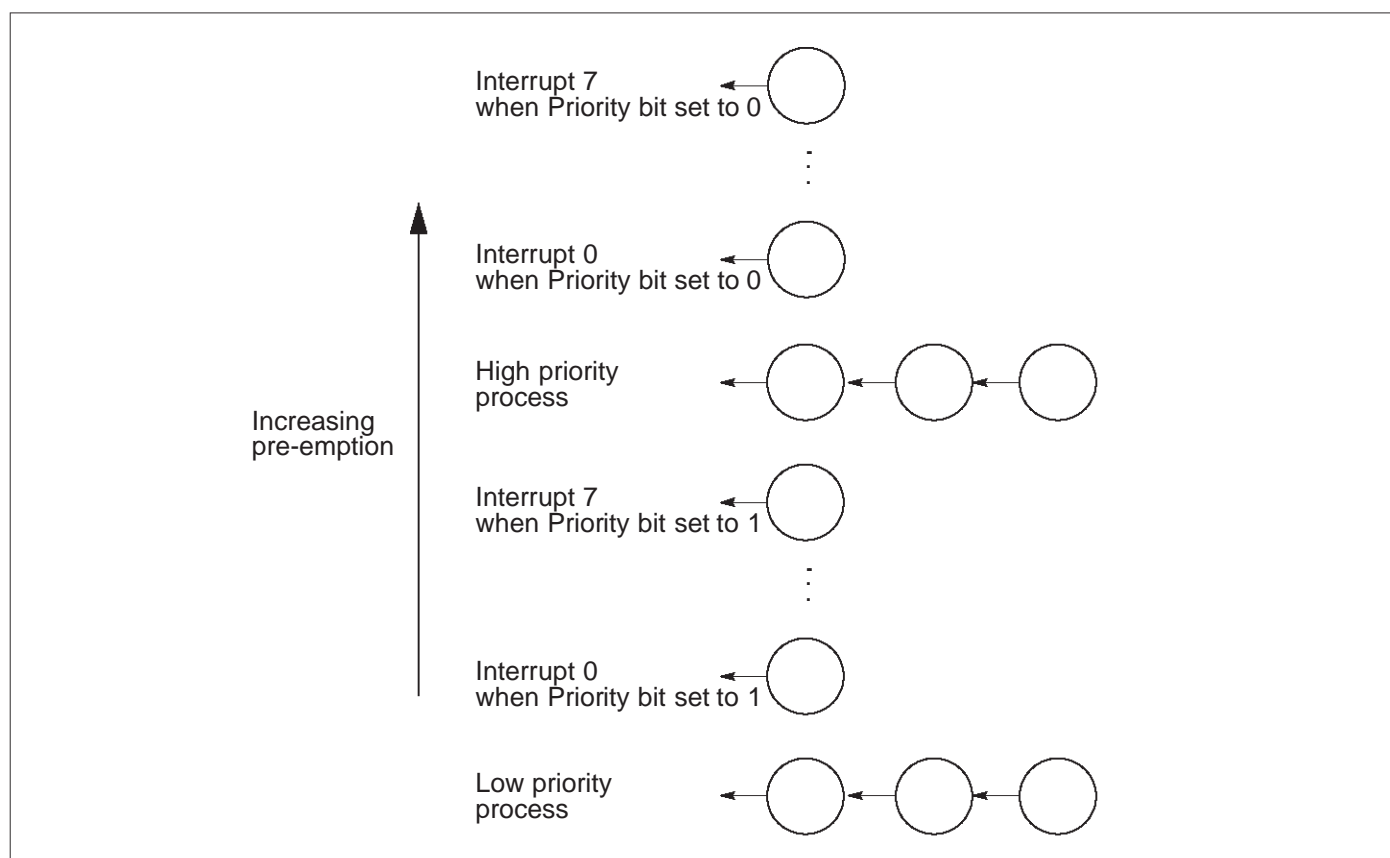 Interrupt 7
when Priority bit set to 0
Interrupt 0
when Priority bit set to 0
High priority
process
Increasing
pre-emption
Interrupt 7
when Priority bit set to 1
Interrupt 0
when Priority bit set to 1
Low priority
process